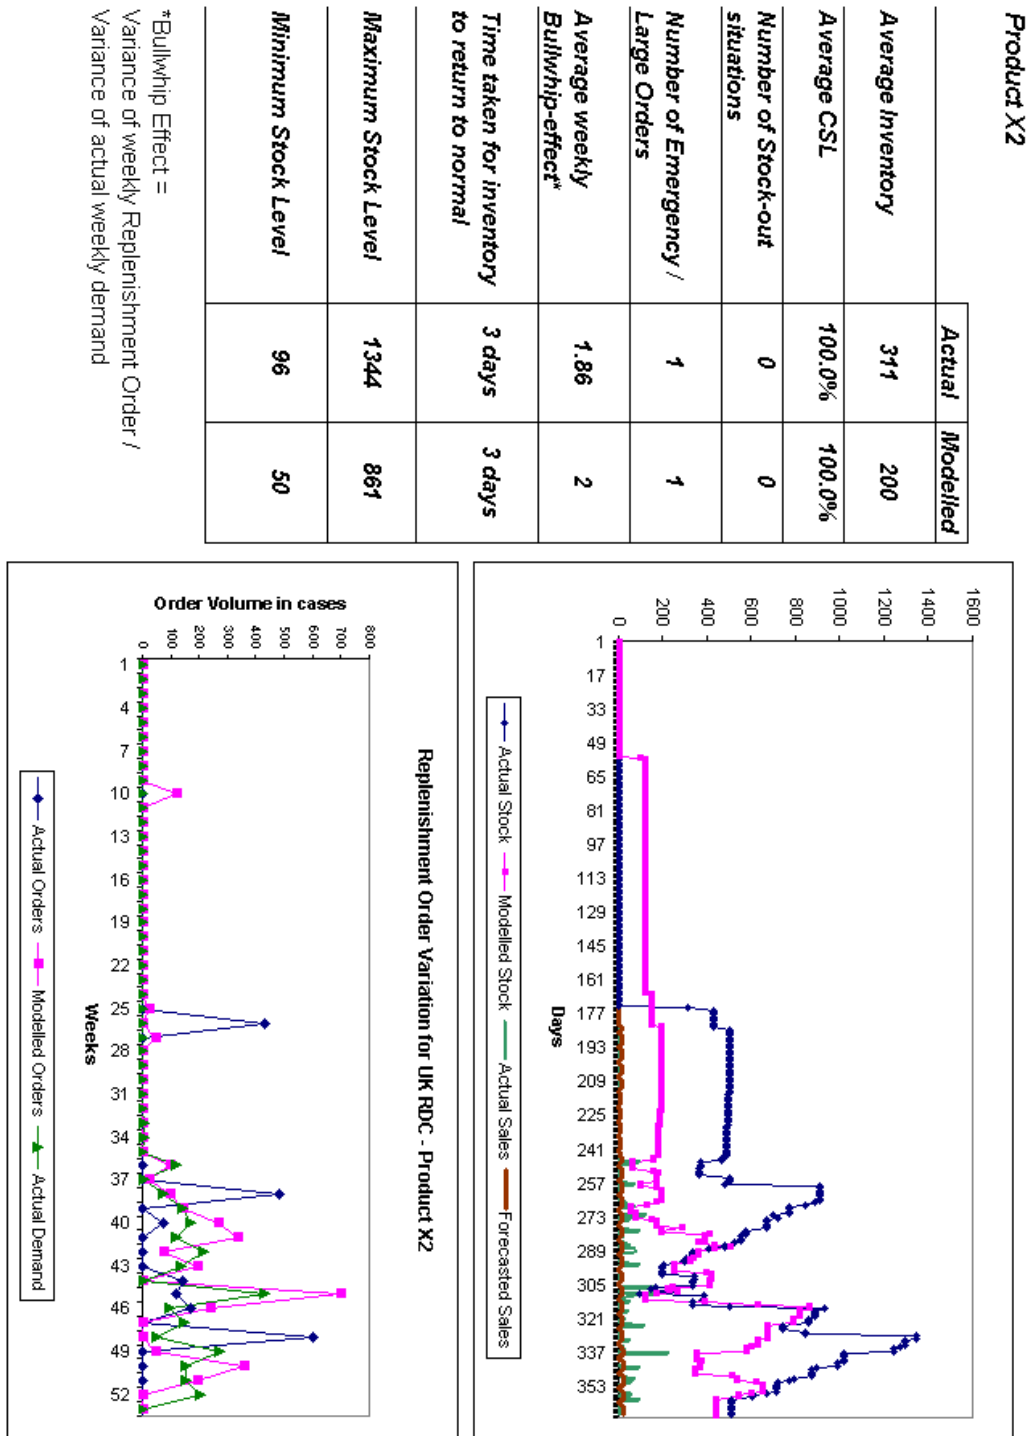 Product X2
Actual Modelled
Average Inventory 311 200
Average CSL 100.0% 100.0%
Number of Stock-out
situations 0 0
Number of Emergency /
Large Orders 1 1
Average weekly
Bullwhip-effect* 1.86 2
Time taken for inventory
to return to normal 3 days 3 days
Maximum Stock Level 1344 861
Minimum Stock Level 96 50
*Bullwhip Effect =
Variance of weekly Replenishment Order /
Variance of actual weekly demand
1600
1400
1200
1000
800
600
400
200
0
1 17 33 49 65 81 97 113 129 145 161 177 193 209 225 241 257 273 289 305 321 337 353
Days
Actual Stock Modelled Stock Actual Sales Forecasted Sales
Replenishment Order Variation for UK RDC - Product X2
Order Volume in cases
800
700
600
500
400
300
200
100
0
1 4 7 10 13 16 19 22 25 28 31 34 37 40 43 46 49 52
Weeks
Actual Orders Modelled Orders Actual Demand